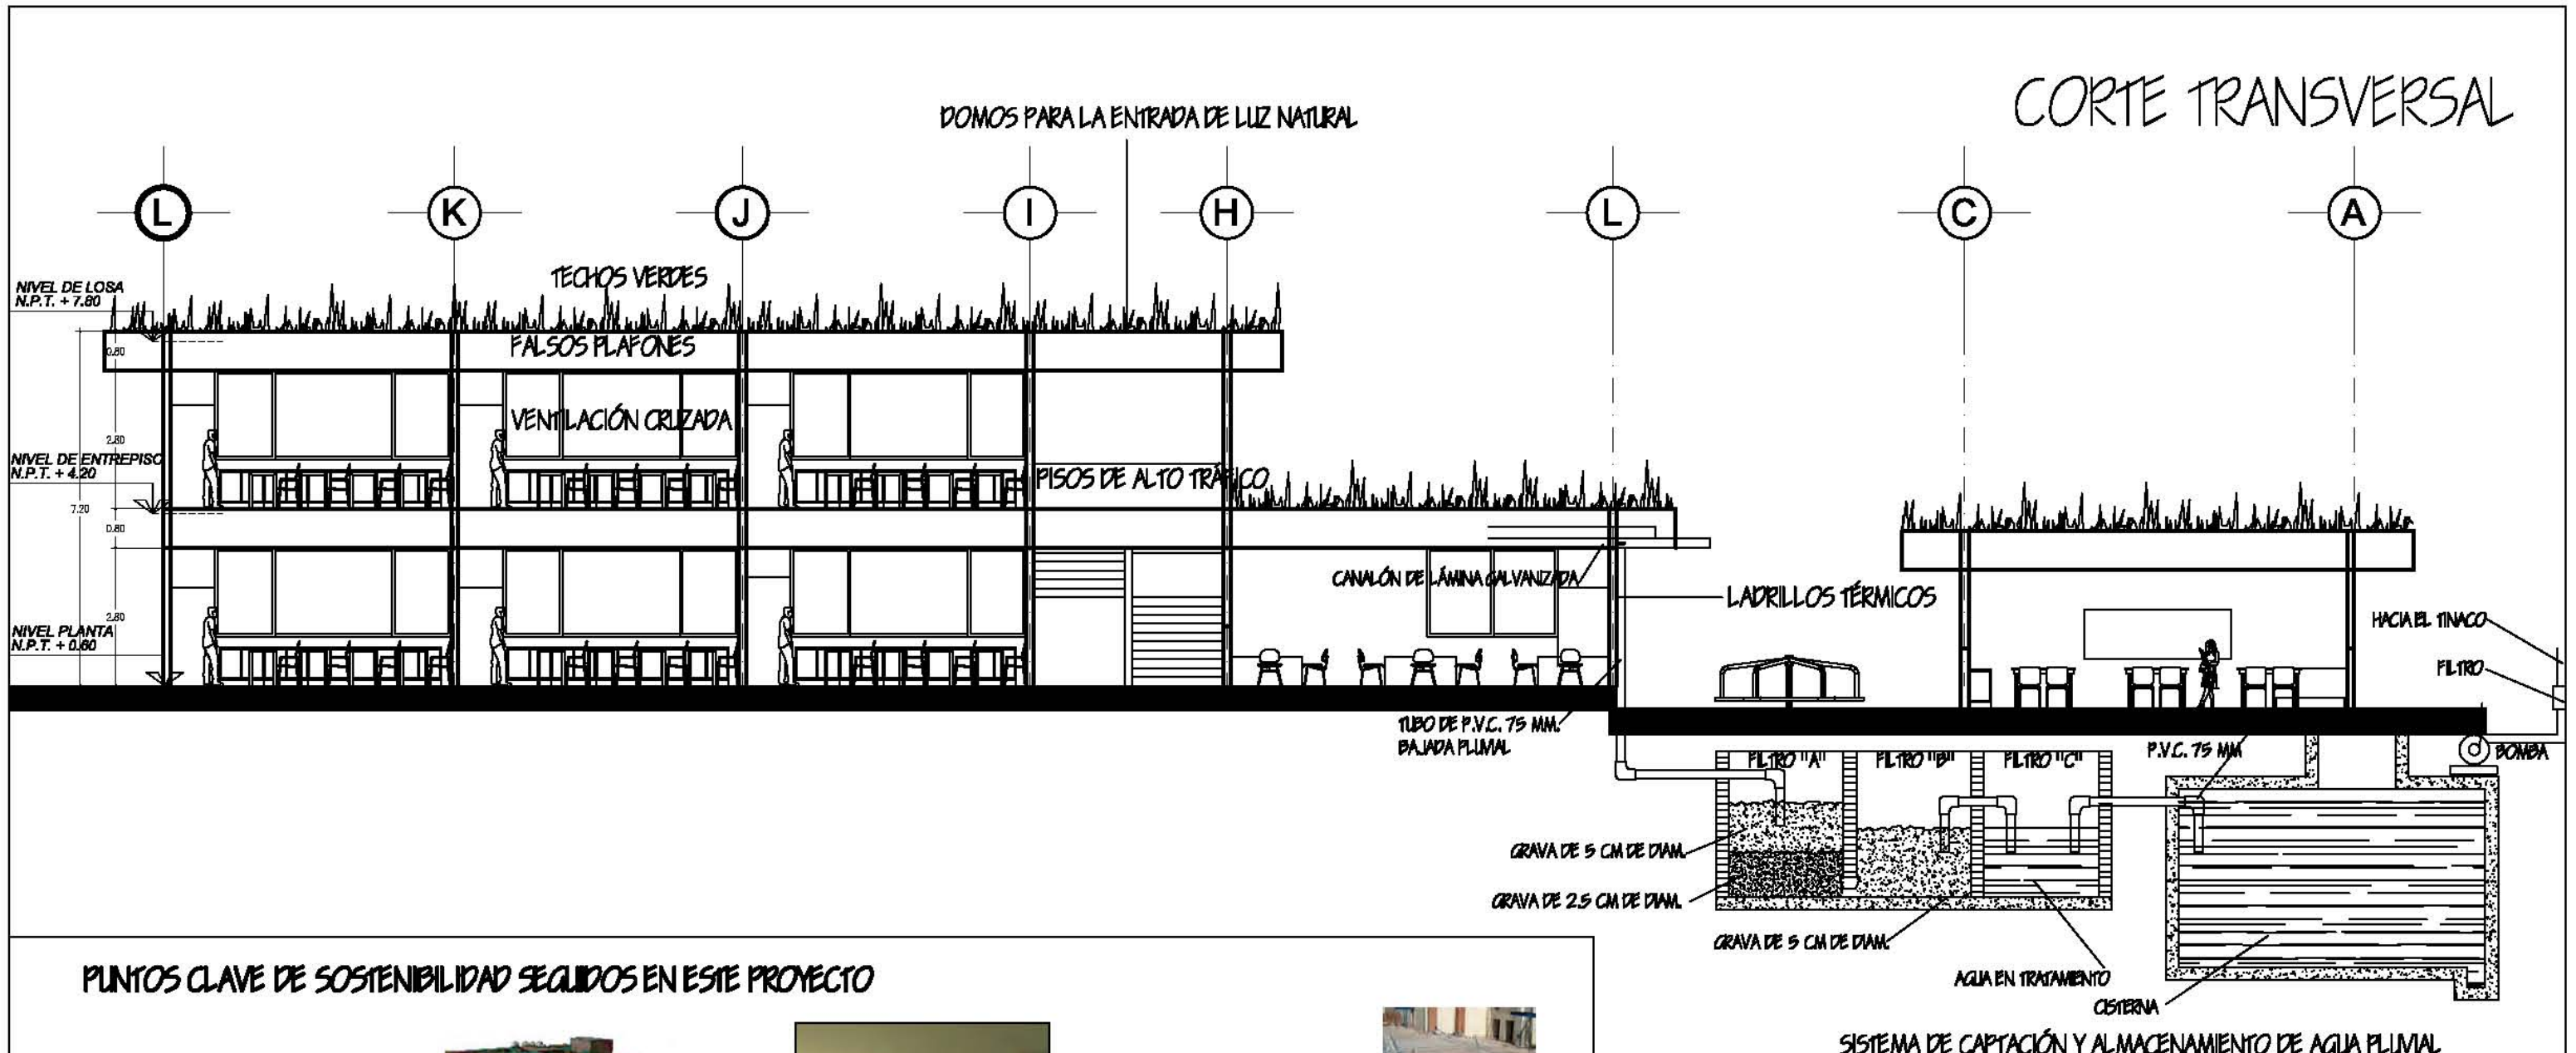 CORTE TRANSVERSAL
DOMOS PARA LA ENTRADA DE LUZ NATURAL
L
K
J
I
H
L
C
A
TECHOS VERDES
NIVEL DE LOSA
N.P.T. + 7.80
FALSOS PLAFONES
0.80
VENTILACIÓN CRUZADA
2.80
NIVEL DE ENTREPISO
N.P.T. + 4.20
PISOS DE ALTO TRÁFICO
7.20
0.80
CANALÓN DE LÁMINA GALVANIZADA
LADRILLOS TÉRMICOS
2.80
NIVEL PLANTA
N.P.T. + 0.60
HACIA EL TINACO
FILTRO
TUBO DE P.V.C. 75 MM.
BAJADA PLUVIAL
FILTRO "A"
FILTRO "B"
FILTRO "C"
P.V.C. 75 MM
BOMBA
GRAVA DE 5 CM DE DIAM.
GRAVA DE 2.5 CM DE DIAM.
GRAVA DE 5 CM DE DIAM.
AGUA EN TRATAMIENTO
CISTERNA
PUNTOS CLAVE DE SOSTENIBILIDAD SEGUIDOS EN ESTE PROYECTO
SISTEMA DE CAPTACIÓN Y ALMACENAMIENTO DE AGUA PLUVIAL